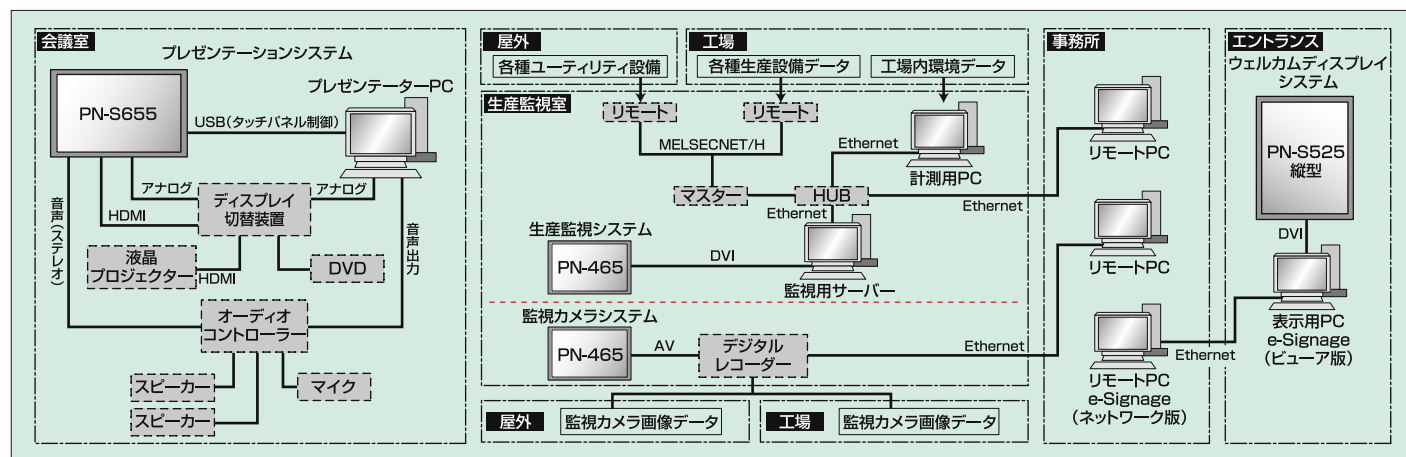 会議室
プレゼンテーションシステム
PN-S655
プレゼンテーターPC
USB(タッチパネル制御)
アナログ
アナログ
HDMI
ディスプレイ
切替装置
音声(ステレオ)
音声出力
液晶
プロジェクター
HDMI
DVD
オーディオ
コントローラー
スピーカー
マイク
スピーカー
屋外
各種ユーティリティ設備
工場
各種生産設備データ
工場内環境データ
生産監視室
リモート
リモート
MELSECNET/H
Ethernet
計測用PC
マスター
HUB
Ethernet
Ethernet
生産監視システム
PN-465
DVI
監視用サーバー
監視カメラシステム
PN-465
AV
デジタル
レコーダー
Ethernet
屋外
監視カメラ画像データ
工場
監視カメラ画像データ
事務所
リモートPC
リモートPC
リモートPC
e-Signage
(ネットワーク版)
Ethernet
エントランス
ウェルカムディスプレイ
システム
PN-S525
縦型
DVI
表示用PC
e-Signage
(ビューア版)